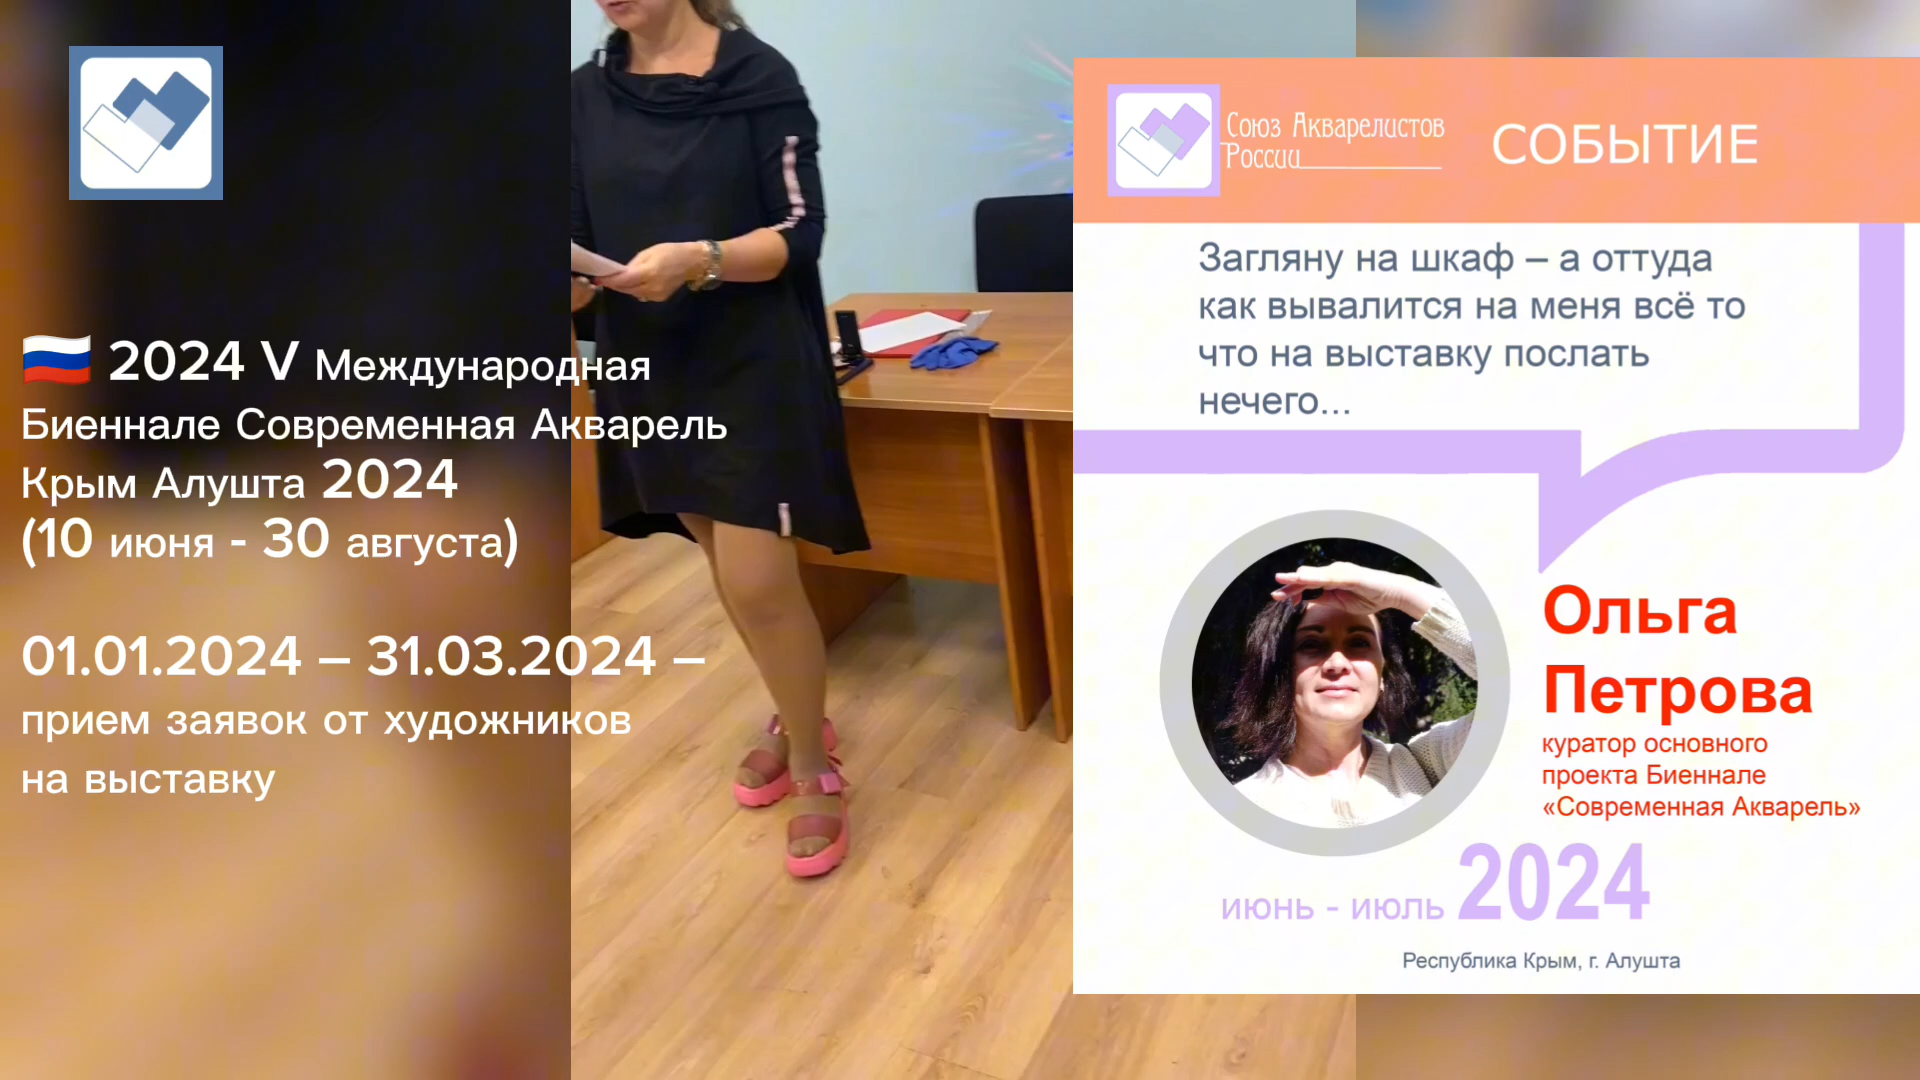 🇷🇺 2024 V Международная
Биеннале Современная Акварель
Крым Алушта 2024
(10 июня - 30 августа)
01.01.2024 – 31.03.2024 –
прием заявок от художников
на выставку
Союз Акварелистов
России
СОБЫТИЕ
Загляну на шкаф – а оттуда
как вывалится на меня всё то
что на выставку послать
нечего...
Ольга
Петрова
куратор основного
проекта Биеннале
«Современная Акварель»
июнь - июль 2024
Республика Крым, г. Алушта